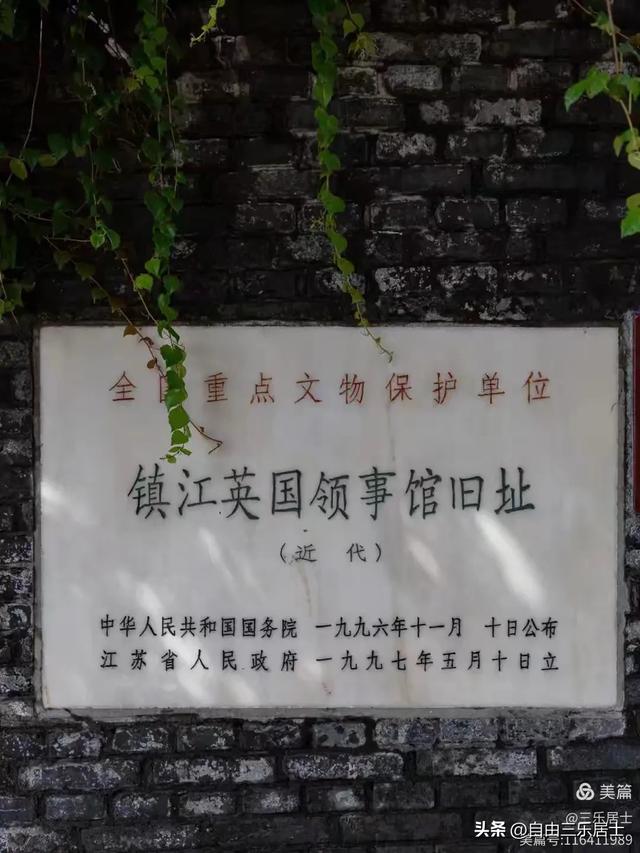 全国重点文物保护单位
镇江英国领事馆旧址
(近 代)
中华人民共和国国务院 一九九六年十一月 十日公布
江苏省人民政府 一九九七年五月十日立
美篇
@三乐居士
头条 @自由三乐居士
美篇号:116411989